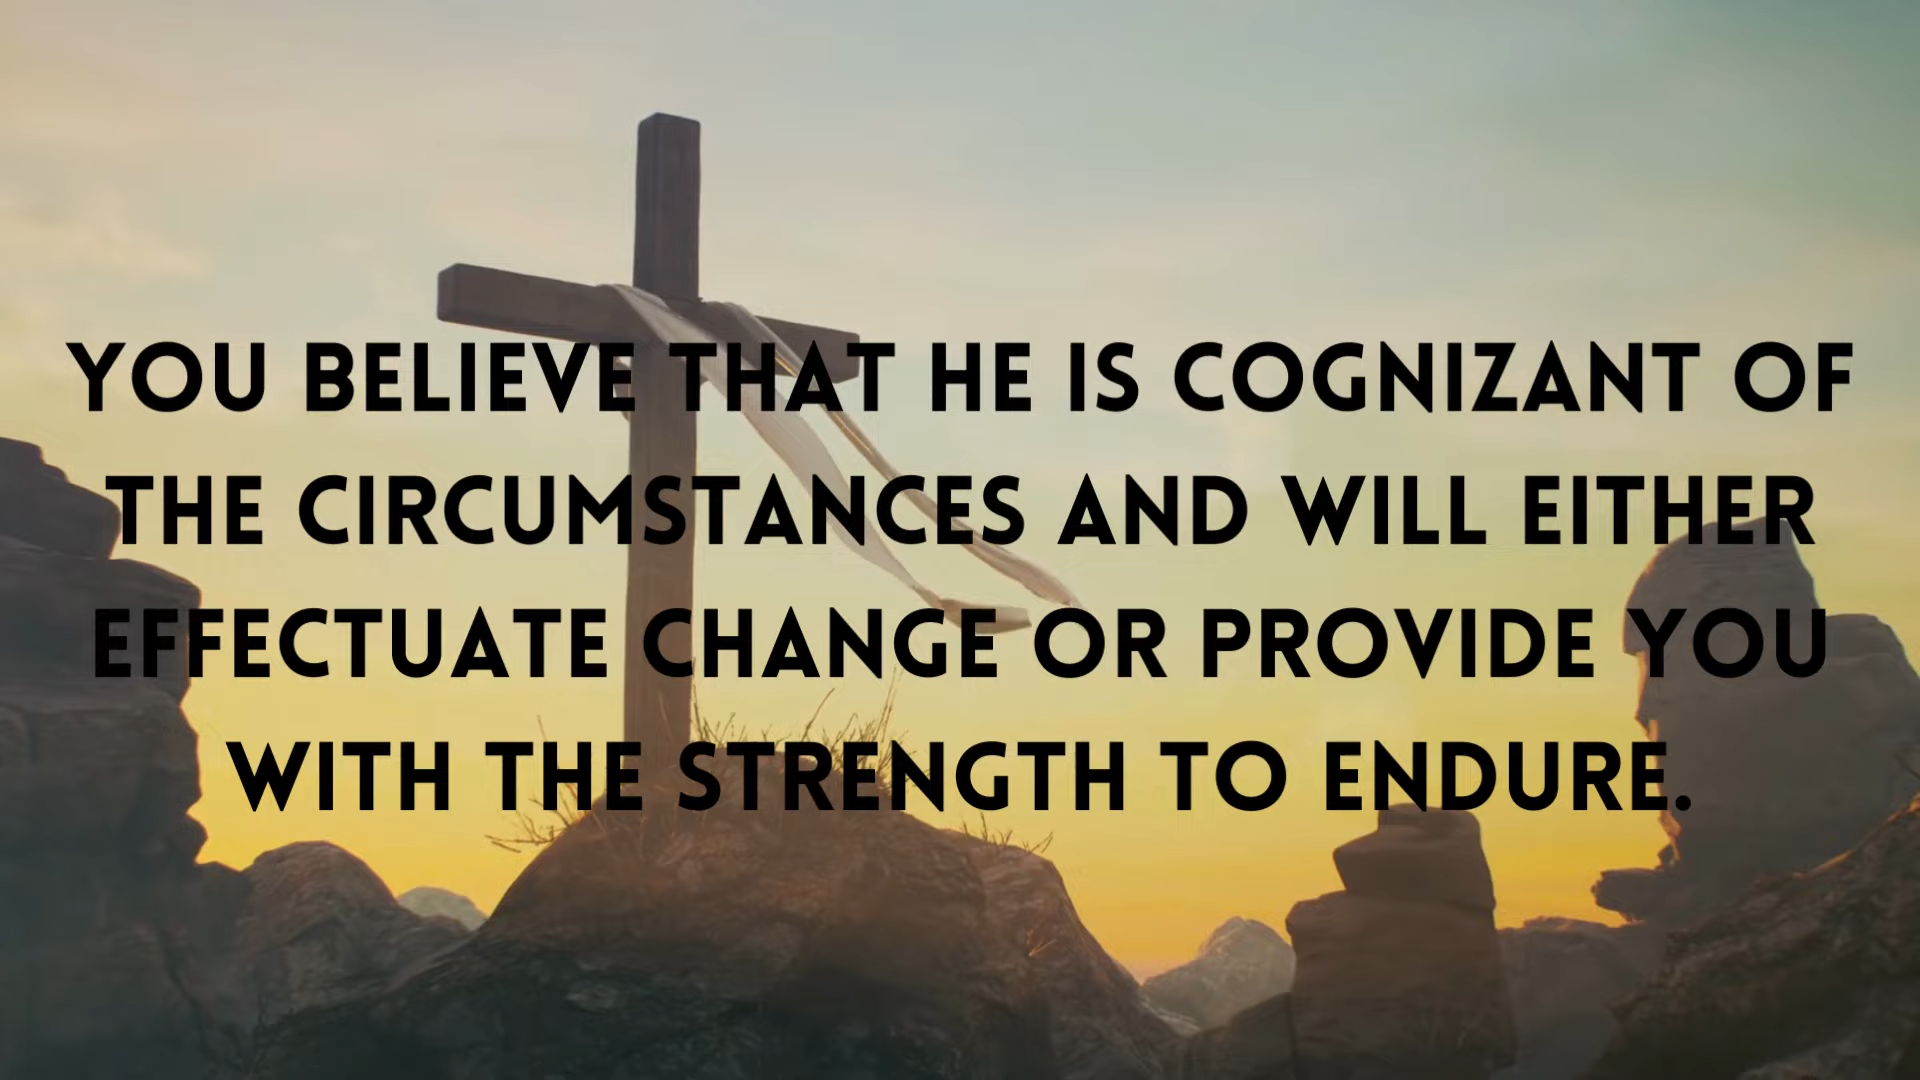 YOU BELIEVE THAT HE IS COGNIZANT OF
THE CIRCUMSTANCES AND WILL EITHER
EFFECTUATE CHANGE OR PROVIDE YOU
WITH THE STRENGTH TO ENDURE.